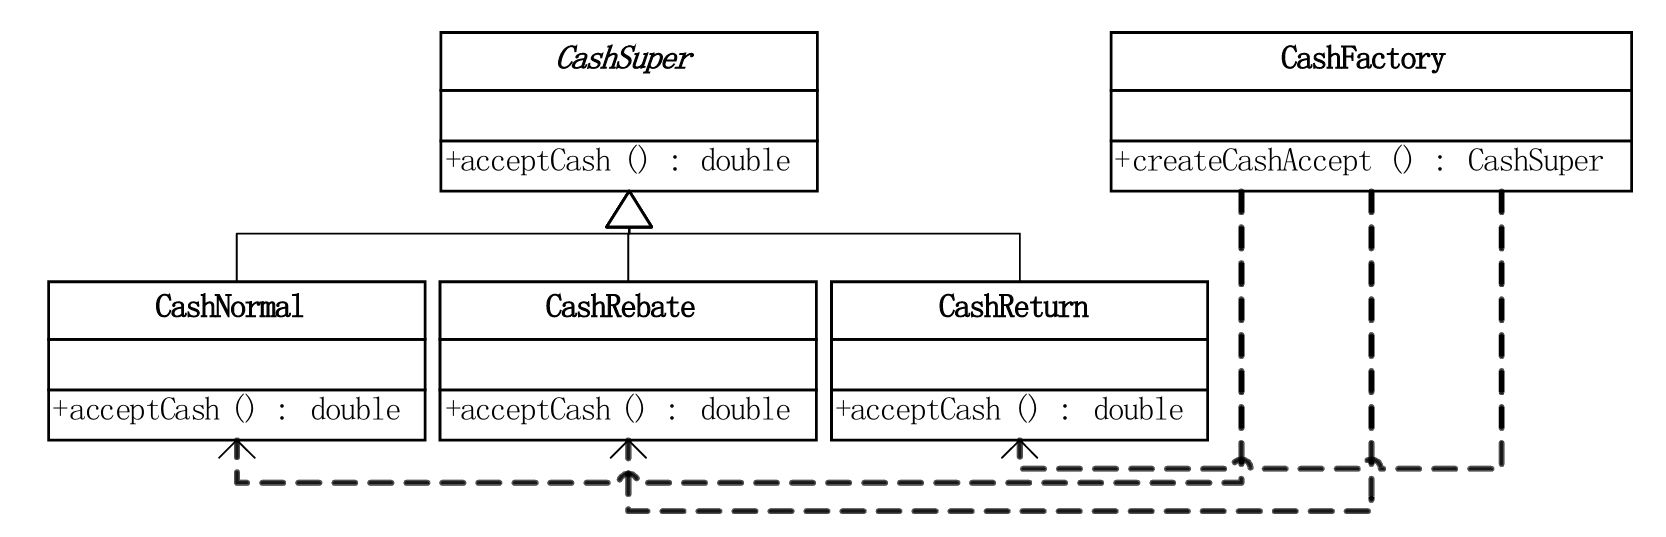 CashSuper
+acceptCash () : double
CashFactory
+createCashAccept () : CashSuper
CashNormal
+acceptCash () : double
CashRebate
+acceptCash () : double
CashReturn
+acceptCash () : double